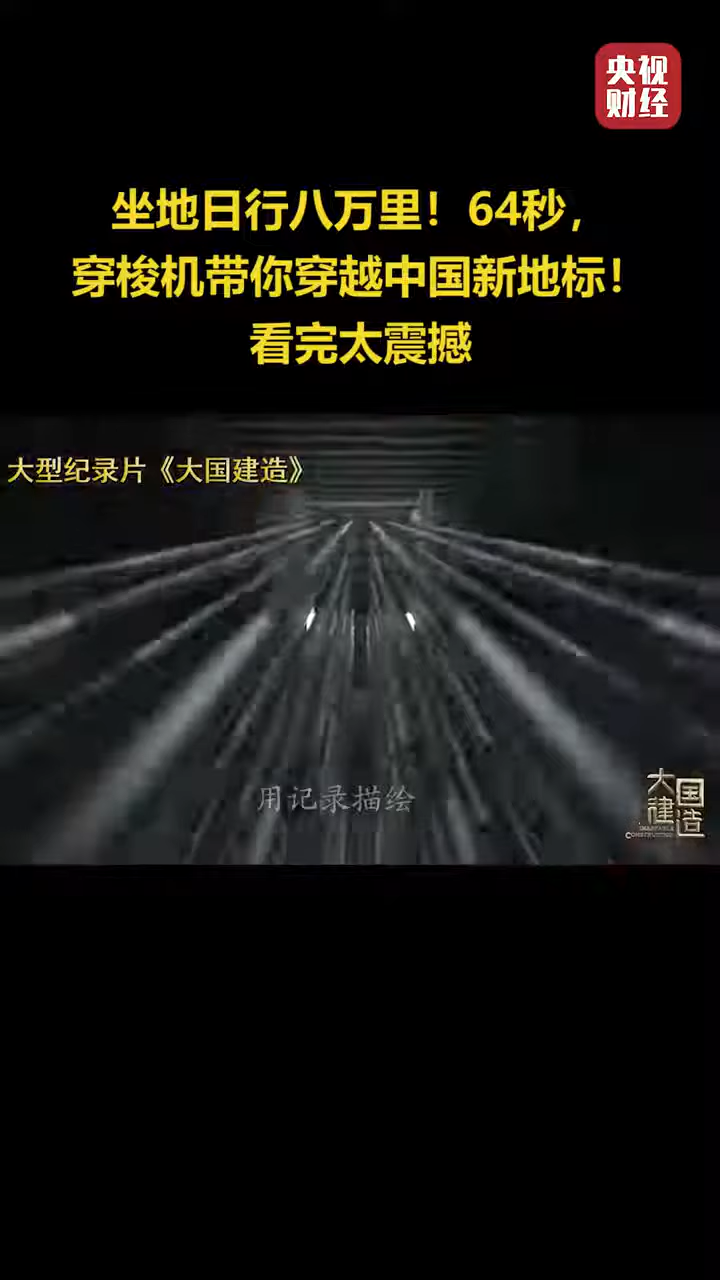 央视
财经
坐地日行八万里！64秒，
穿梭机带你穿越中国新地标！
看完太震撼
大型纪录片《大国建造》
用记录描绘
大国
建造